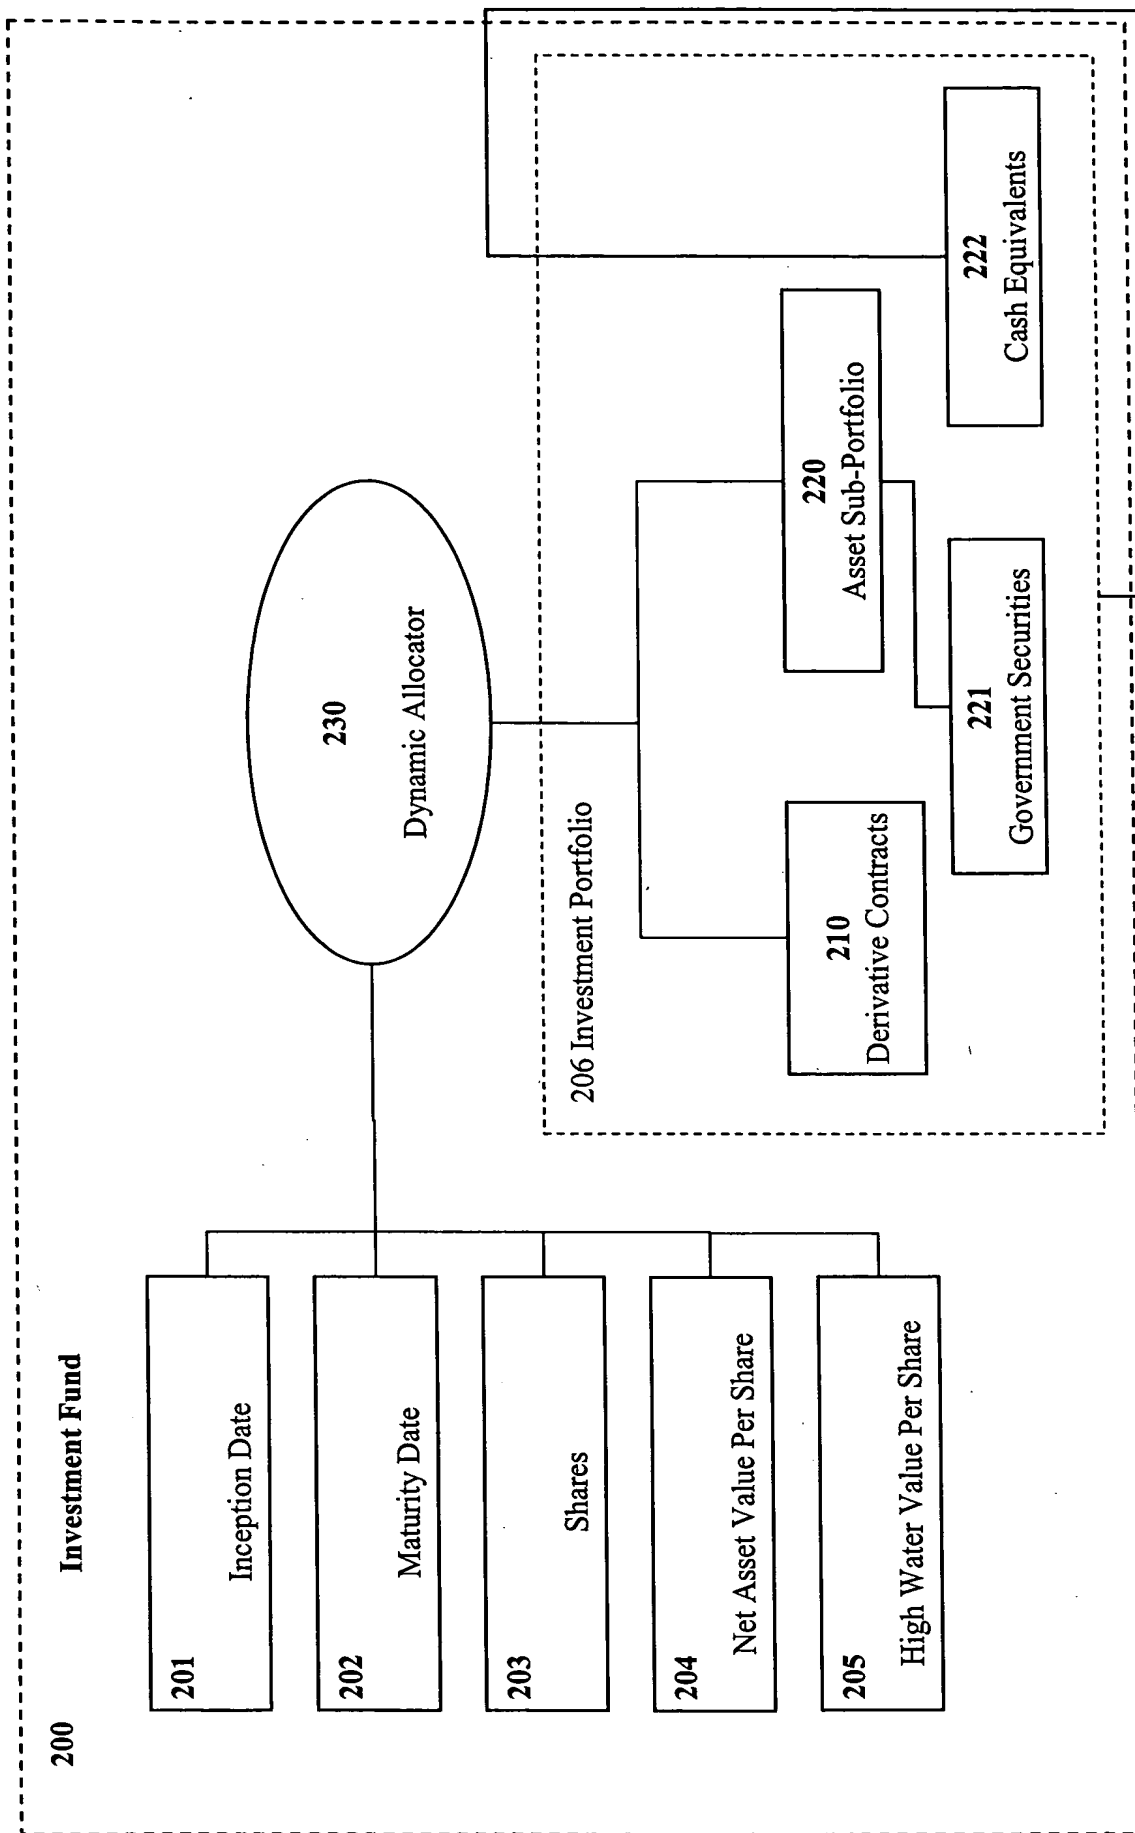 200
Investment Fund
201
Inception Date
202
Maturity Date
203
Shares
204
Net Asset Value Per Share
205
High Water Value Per Share
230
Dynamic Allocator
206 Investment Portfolio
210
Derivative Contracts
220
Asset Sub-Portfolio
221
Government Securities
222
Cash Equivalents